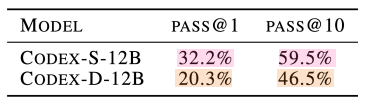 MODEL PASS@1 PASS@10
CODEX-S-12B 32.2% 59.5%
CODEX-D-12B 20.3% 46.5%